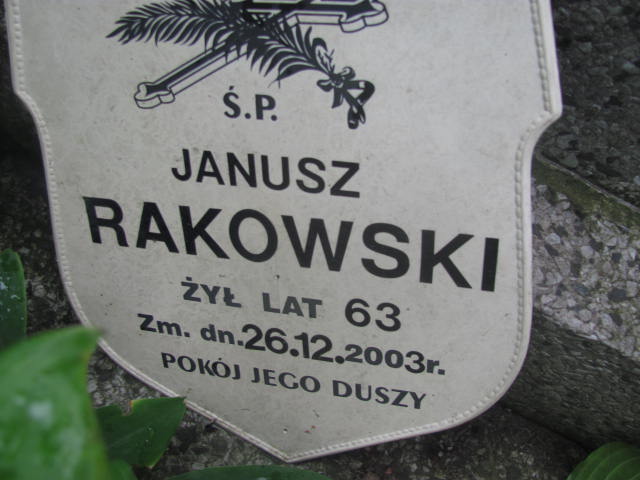 Ś.P.
JANUSZ
RAKOWSKI
ŻYŁ LAT 63
Zm. dn.26.12.2003r.
POKÓJ JEGO DUSZY